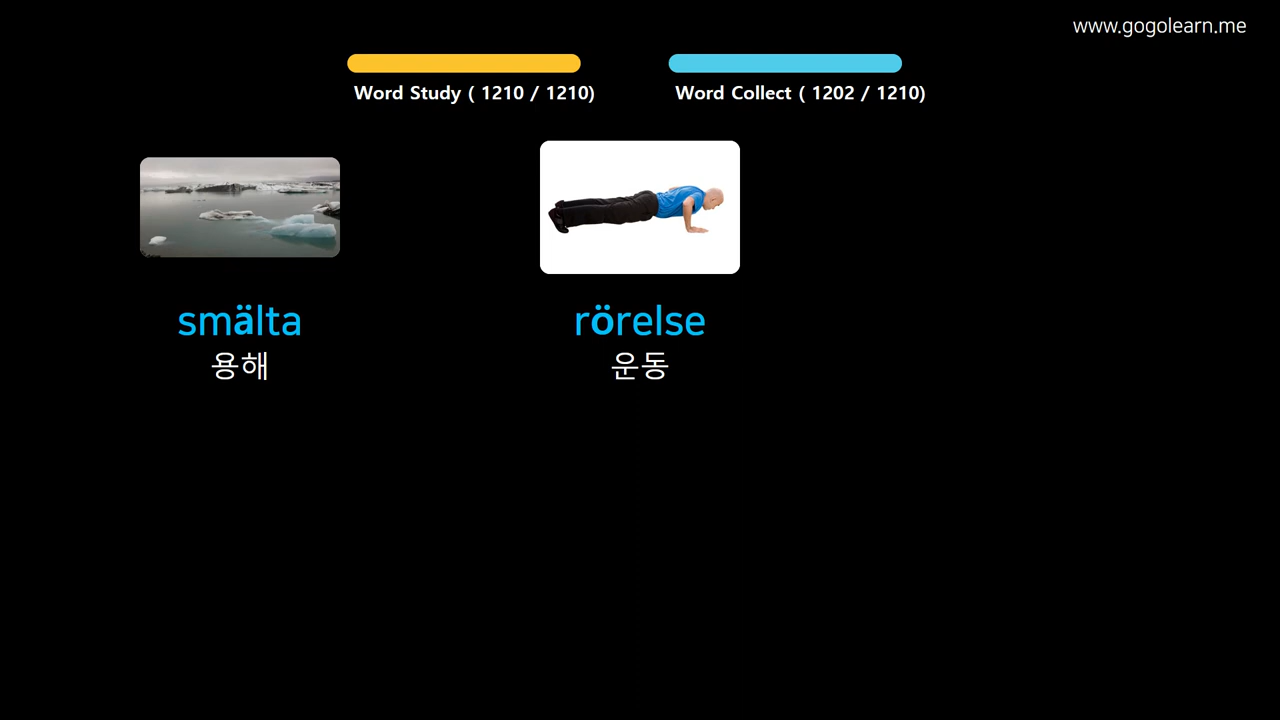 www.gogolearn.me
Word Study ( 1210 / 1210)
Word Collect ( 1202 / 1210)
smälta
용해
rörelse
운동